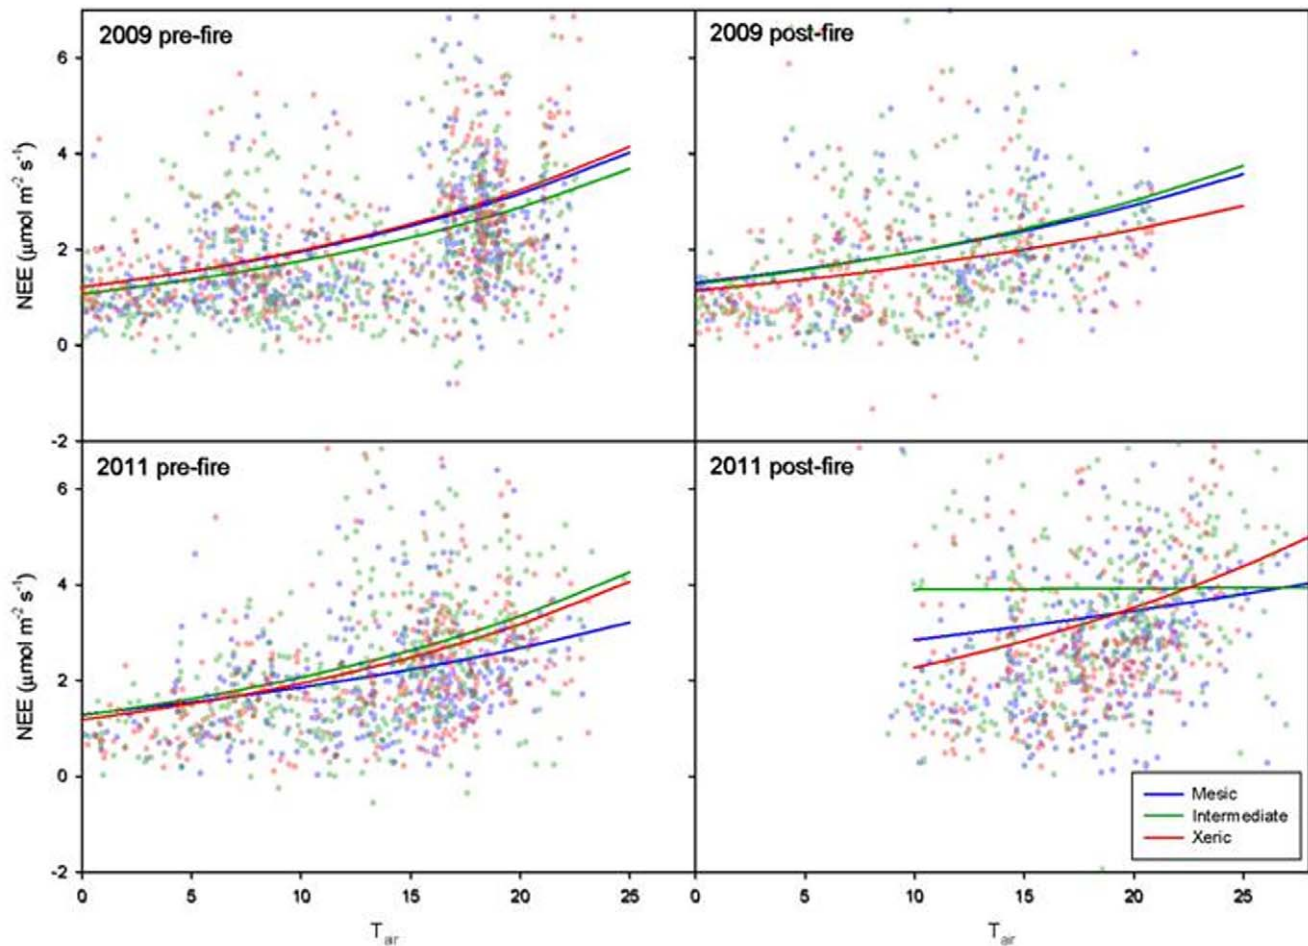 2009 pre-fire
2009 post-fire
6
4
2
0
-2
NEE (μmol m⁻² s⁻¹)
2011 pre-fire
2011 post-fire
6
4
2
0
-2
NEE (μmol m⁻² s⁻¹)
Mesic
Intermediate
Xeric
0 5 10 15 20 25
0 5 10 15 20 25
T air
T air